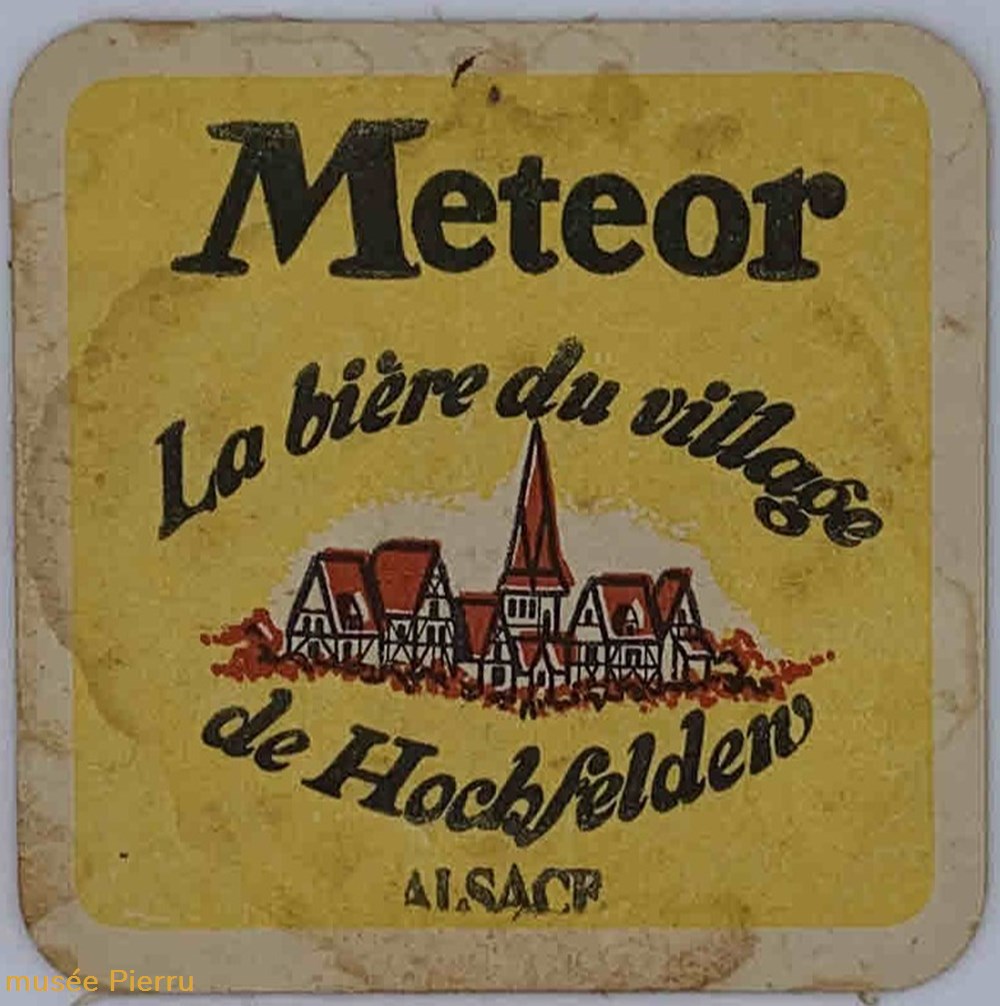 Meteor
La bière du village
de Hochfelden
ALSACE
musée Pierru